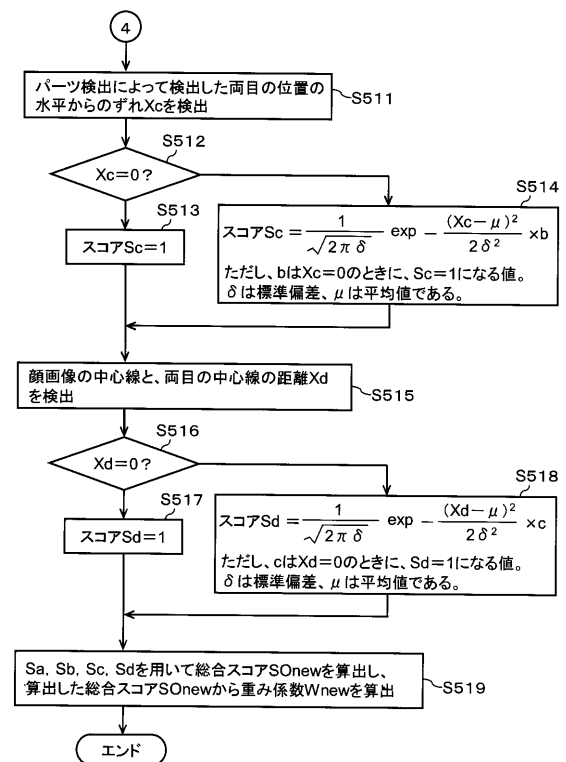 4
パーツ検出によって検出した両目の位置の
水平からのずれXcを検出
S511
S512
Xc=0?
S513
スコアSc=1
S514
スコアSc = 1/√2πδ exp − (Xc−μ)²/2δ² ×b
ただし、bはXc=0のときに、Sc=1になる値。
δは標準偏差、μは平均値である。
顔画像の中心線と、両目の中心線の距離Xd
を検出
S515
S516
Xd=0?
S517
スコアSd=1
S518
スコアSd = 1/√2πδ exp − (Xd−μ)²/2δ² ×c
ただし、cはXd=0のときに、Sd=1になる値。
δは標準偏差、μは平均値である。
Sa, Sb, Sc, Sdを用いて総合スコアSOnewを算出し、
算出した総合スコアSOnewから重み係数Wnewを算出
S519
エンド